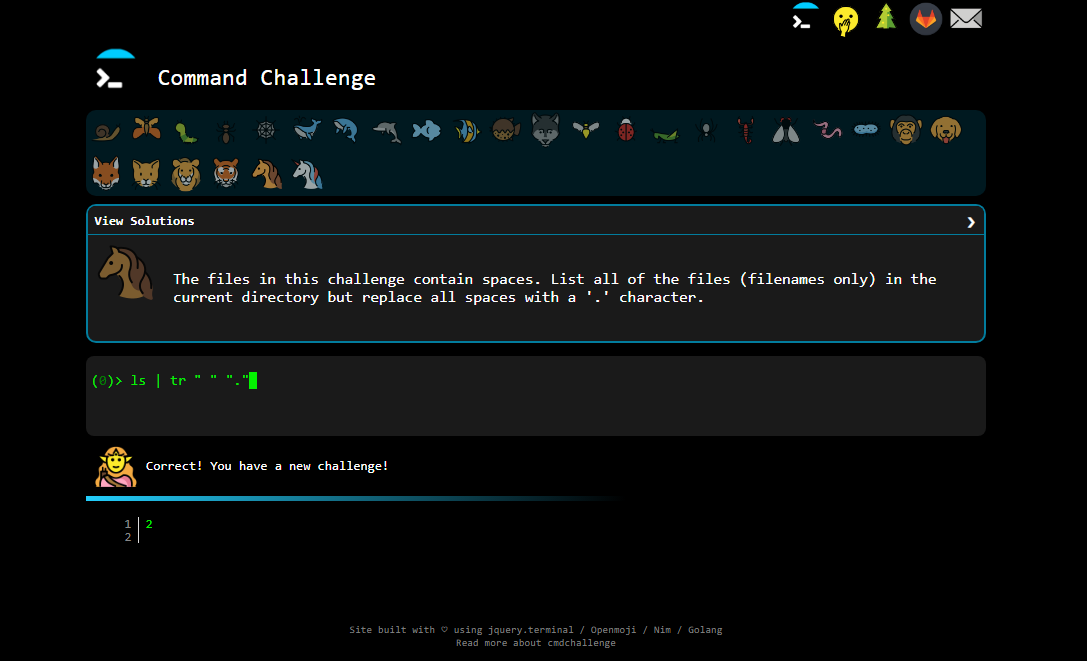 Command Challenge
View Solutions
The files in this challenge contain spaces. List all of the files (filenames only) in the
current directory but replace all spaces with a '.' character.
(0)> ls | tr " " "."
Correct! You have a new challenge!
1 2
2
Site built with ♡ using jquery.terminal / Openmoji / Nim / Golang
Read more about cmdchallenge